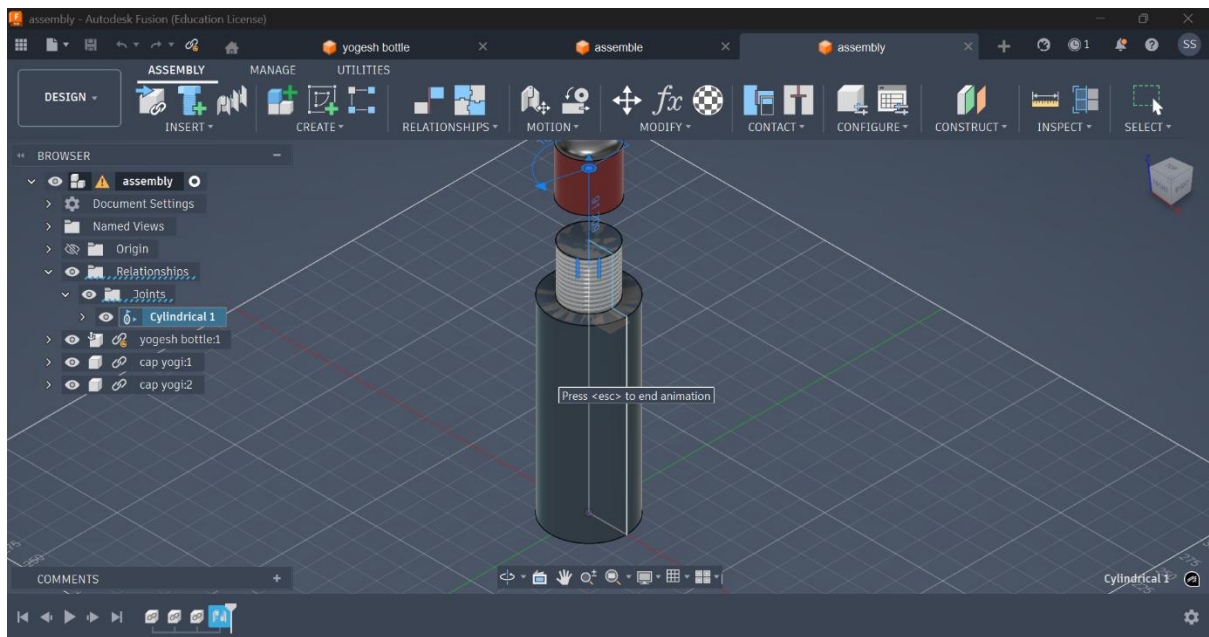 assembly - Autodesk Fusion (Education License)
yogesh bottle
assemble
assembly
1
SS
DESIGN
ASSEMBLY MANAGE UTILITIES
INSERT CREATE RELATIONSHIPS MOTION MODIFY CONTACT CONFIGURE CONSTRUCT INSPECT SELECT
BROWSER
assembly
Document Settings
Named Views
Origin
Relationships
Joints
Cylindrical 1
yogesh bottle:1
cap yogi:1
cap yogi:2
Press <esc> to end animation
COMMENTS
Cylindrical 1